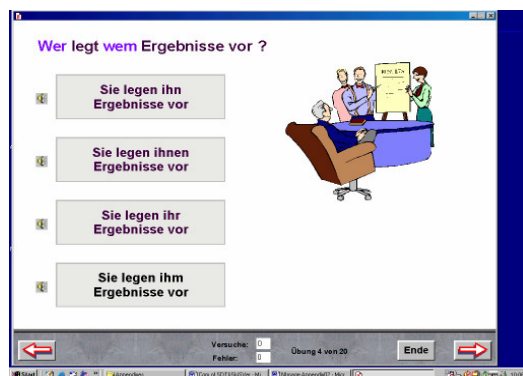 Wer legt wem Ergebnisse vor ?
Sie legen ihn
Ergebnisse vor
Sie legen ihnen
Ergebnisse vor
Sie legen ihr
Ergebnisse vor
Sie legen ihm
Ergebnisse vor
Versuche: 0
Fehler: 0
Übung 4 von 20
Ende
Start